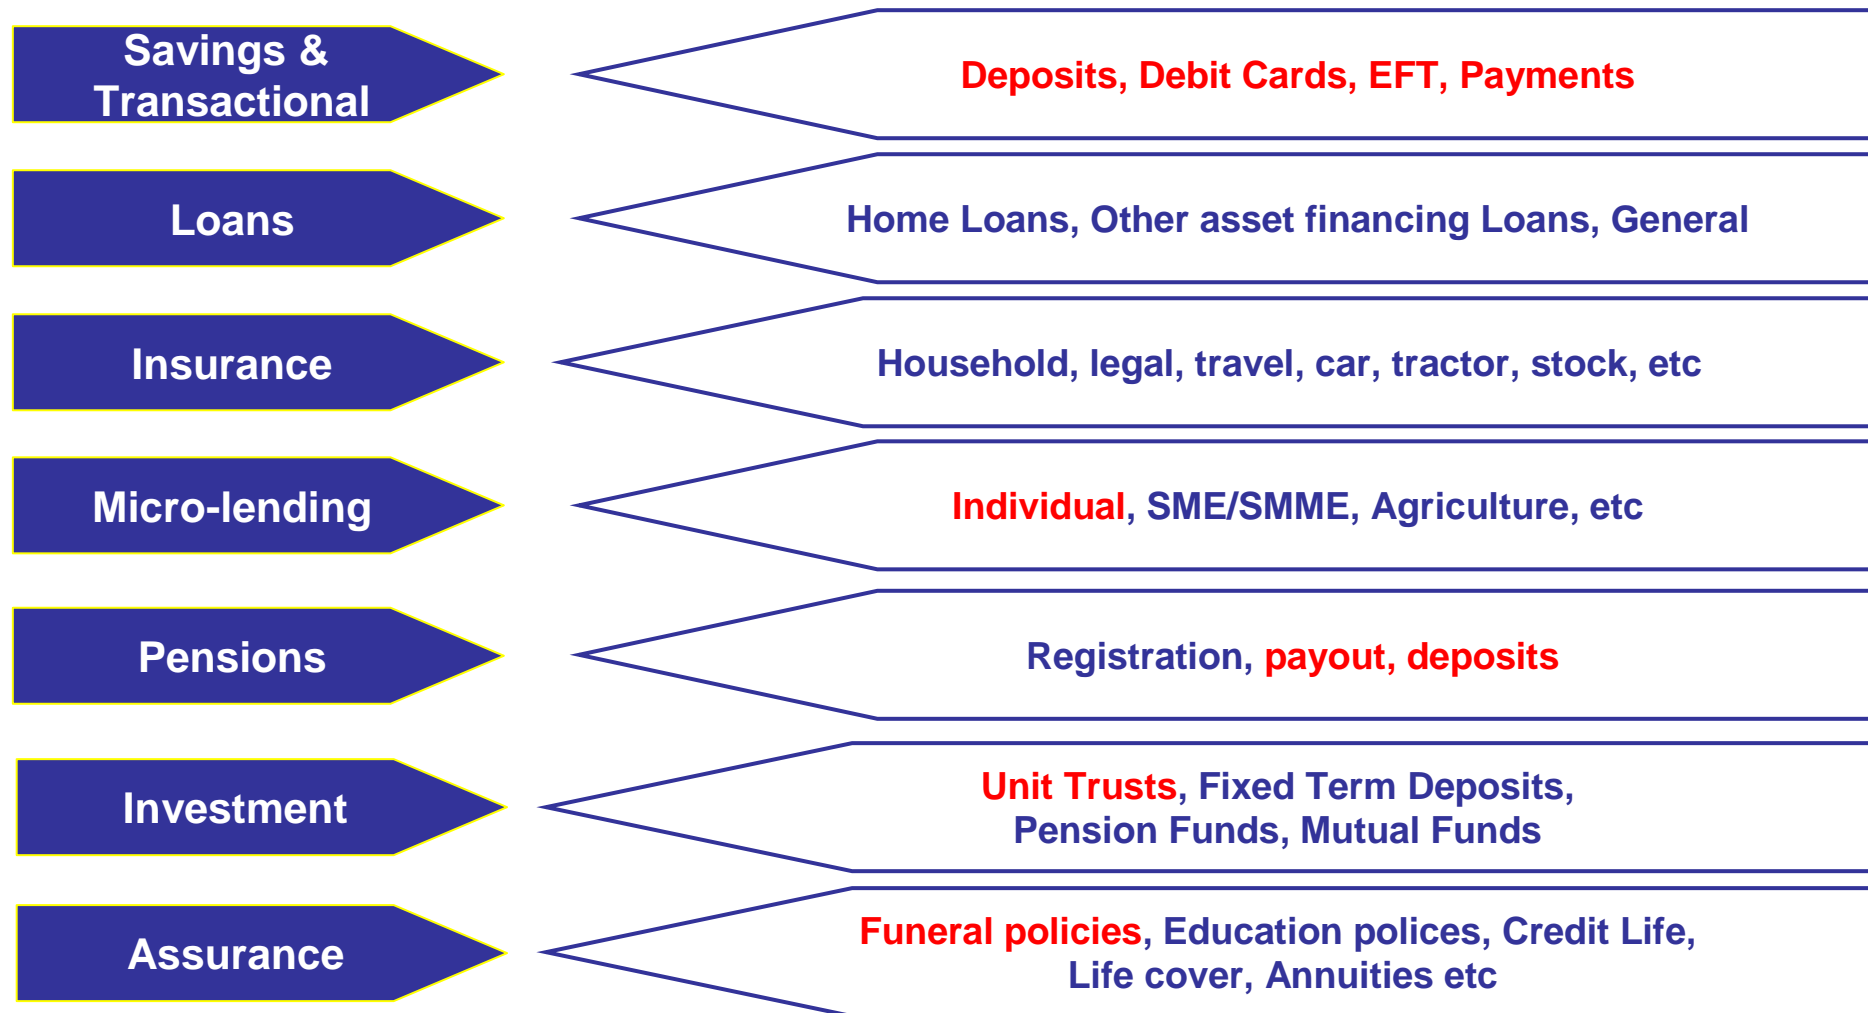 Savings &
Transactional
Deposits, Debit Cards, EFT, Payments
Loans
Home Loans, Other asset financing Loans, General
Insurance
Household, legal, travel, car, tractor, stock, etc
Micro-lending
Individual, SME/SMME, Agriculture, etc
Pensions
Registration, payout, deposits
Investment
Unit Trusts, Fixed Term Deposits,
Pension Funds, Mutual Funds
Assurance
Funeral policies, Education polices, Credit Life,
Life cover, Annuities etc